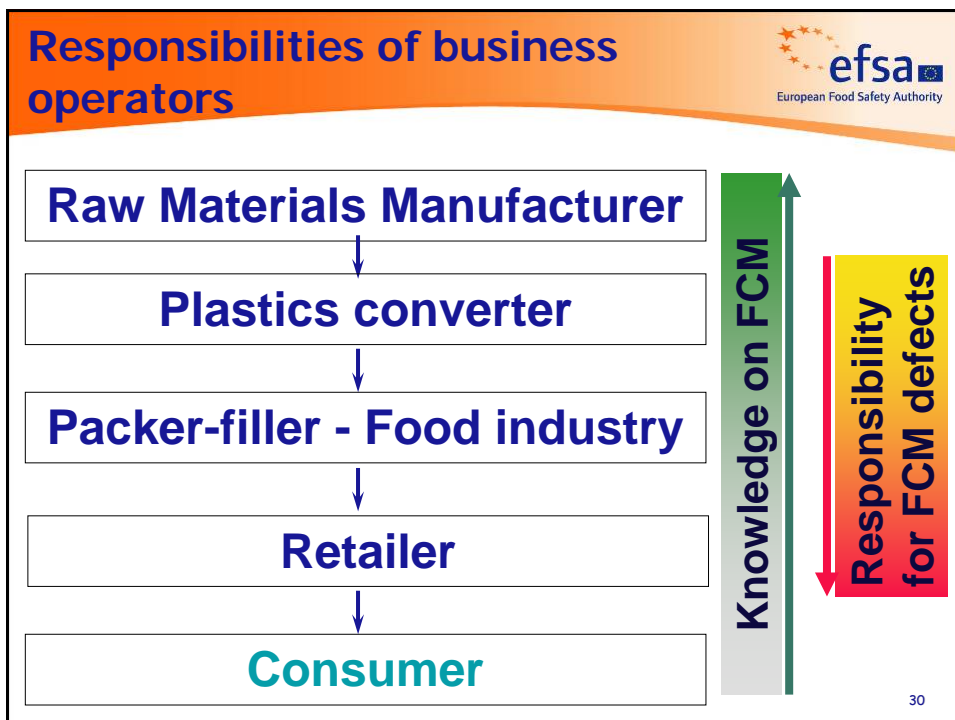 Responsibilities of business
operators
efsa
European Food Safety Authority
Raw Materials Manufacturer
Plastics converter
Packer-filler - Food industry
Retailer
Consumer
Knowledge on FCM
Responsibility
for FCM defects
30